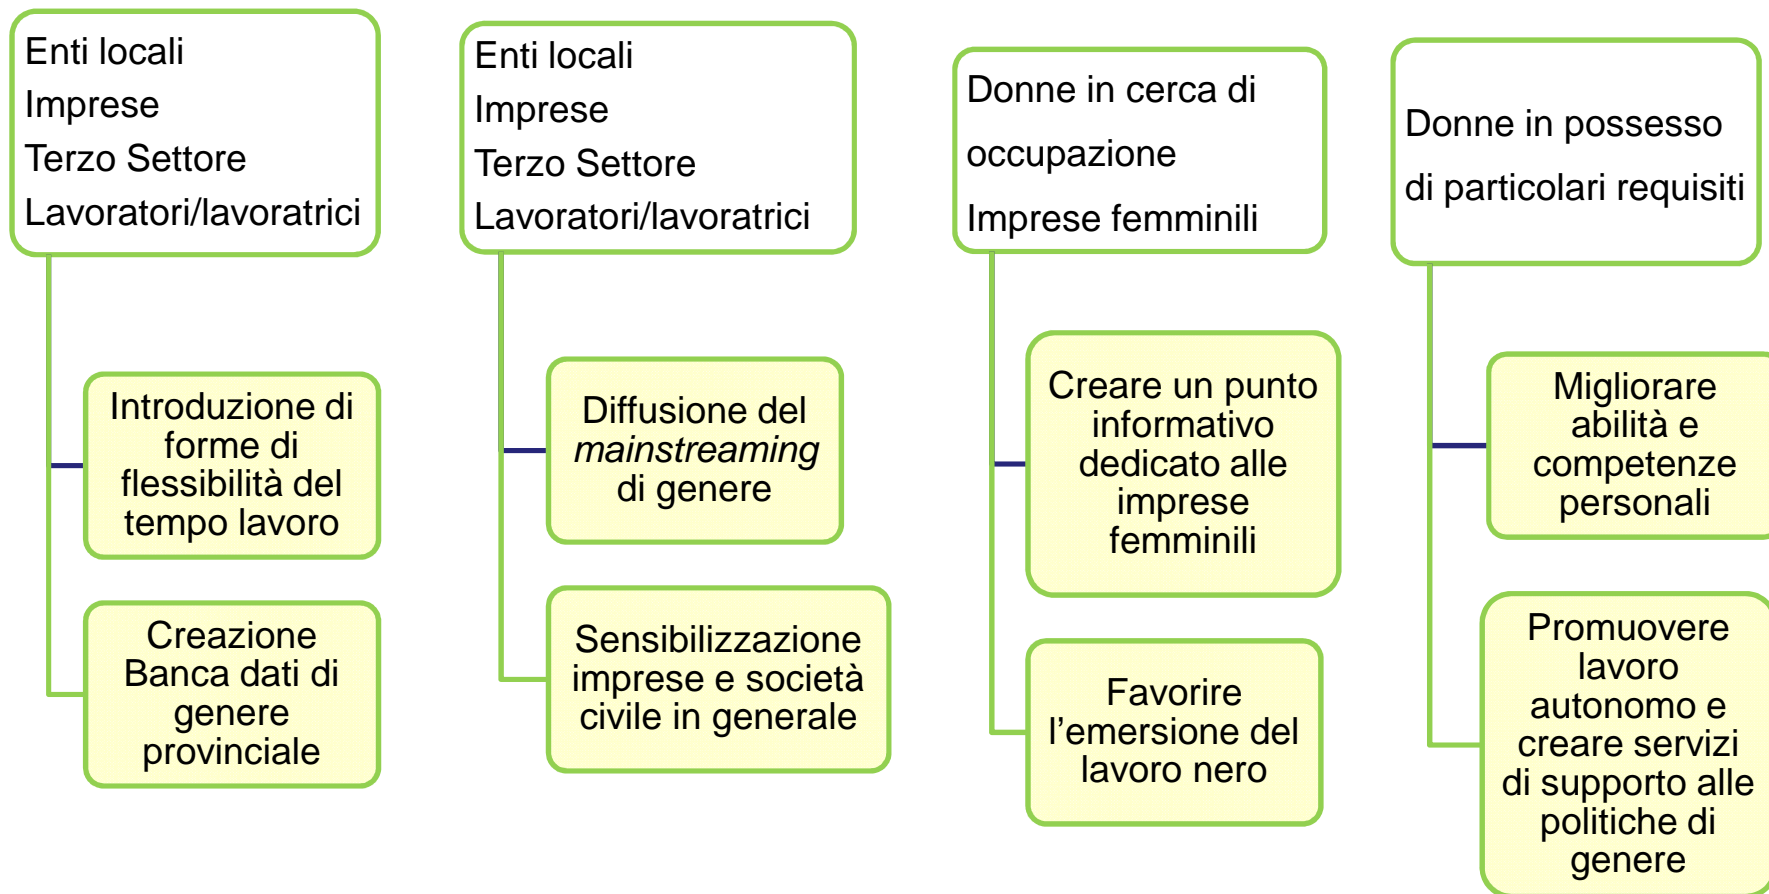 Enti locali
Imprese
Terzo Settore
Lavoratori/lavoratrici
Introduzione di
forme di
flessibilità del
tempo lavoro
Creazione
Banca dati di
genere
provinciale
Enti locali
Imprese
Terzo Settore
Lavoratori/lavoratrici
Diffusione del
mainstreaming
di genere
Sensibilizzazione
imprese e società
civile in generale
Donne in cerca di
occupazione
Imprese femminili
Creare un punto
informativo
dedicato alle
imprese
femminili
Favorire
l’emersione del
lavoro nero
Donne in possesso
di particolari requisiti
Migliorare
abilità e
competenze
personali
Promuovere
lavoro
autonomo e
creare servizi
di supporto alle
politiche di
genere